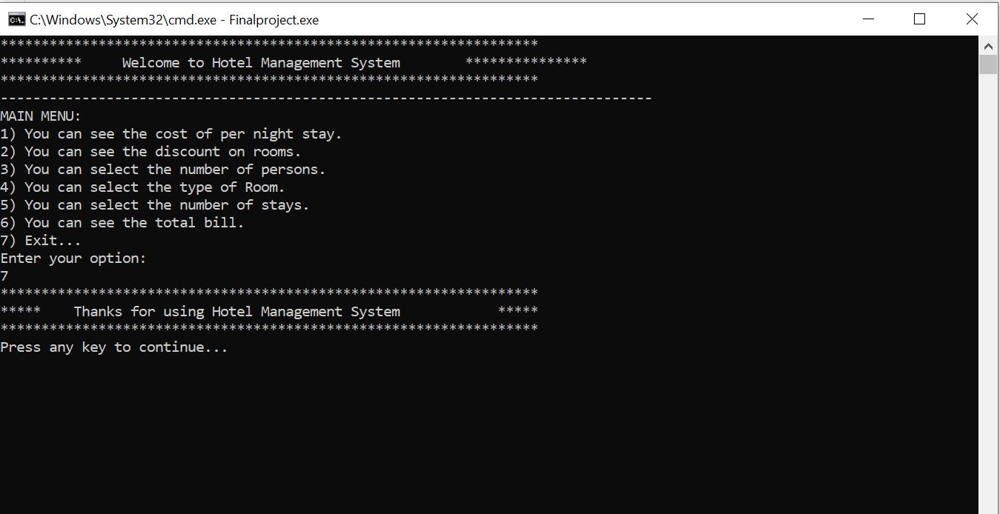 C:\Windows\System32\cmd.exe - Finalproject.exe
******************************************************************
**********     Welcome to Hotel Management System        ***************
******************************************************************
--------------------------------------------------------------------------------
MAIN MENU:
1) You can see the cost of per night stay.
2) You can see the discount on rooms.
3) You can select the number of persons.
4) You can select the type of Room.
5) You can select the number of stays.
6) You can see the total bill.
7) Exit...
Enter your option:
7
******************************************************************
*****    Thanks for using Hotel Management System            *****
******************************************************************
Press any key to continue...